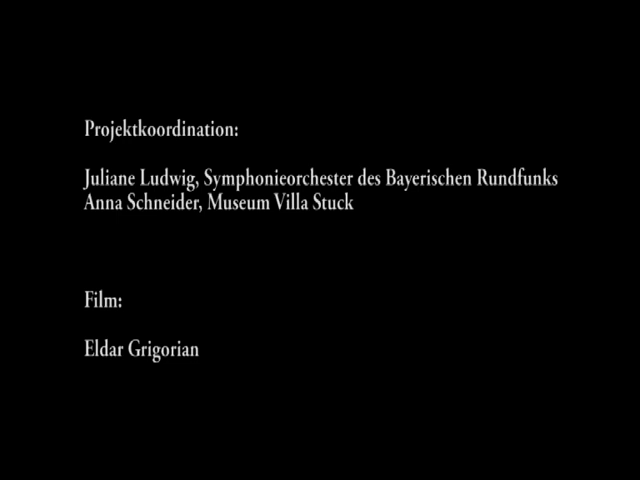 Projektkoordination:
Juliane Ludwig, Symphonieorchester des Bayerischen Rundfunks
Anna Schneider, Museum Villa Stuck
Film:
Eldar Grigorian